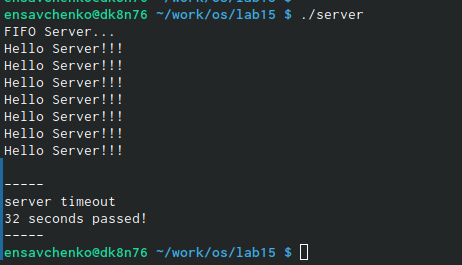 ensavchenko@dk8n76 ~/work/os/lab15 $ ./server
FIFO Server...
Hello Server!!!
Hello Server!!!
Hello Server!!!
Hello Server!!!
Hello Server!!!
Hello Server!!!
Hello Server!!!
-----
server timeout
32 seconds passed!
-----
ensavchenko@dk8n76 ~/work/os/lab15 $